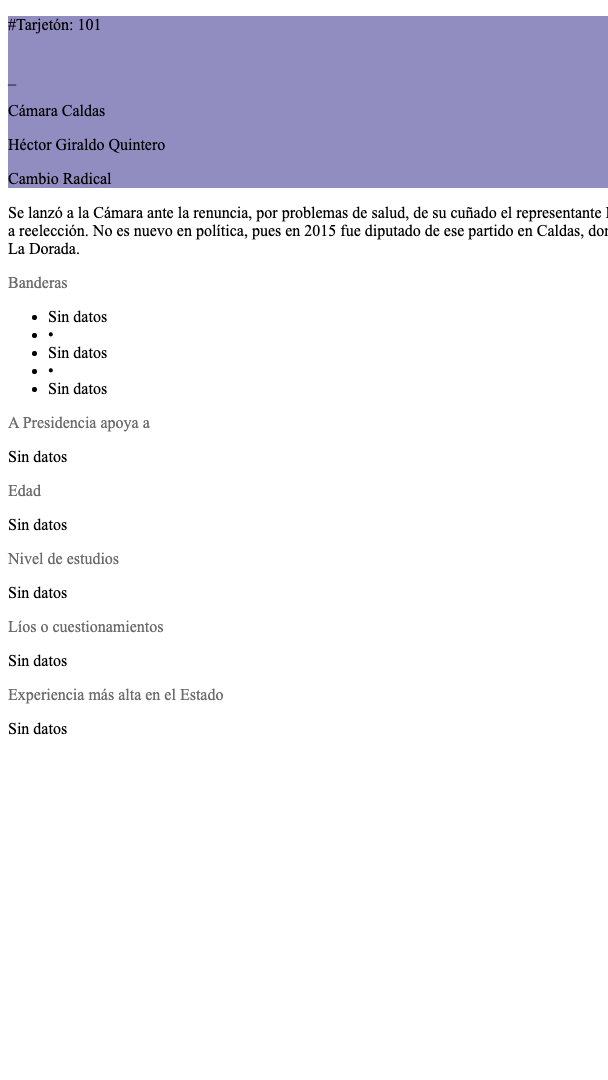 #Tarjetón: 101
_
Cámara Caldas
Héctor Giraldo Quintero
Cambio Radical
Se lanzó a la Cámara ante la renuncia, por problemas de salud, de su cuñado el representante
a reelección. No es nuevo en política, pues en 2015 fue diputado de ese partido en Caldas,
La Dorada.
Banderas
• Sin datos
• •
• Sin datos
• •
• Sin datos
A Presidencia apoya a
Sin datos
Edad
Sin datos
Nivel de estudios
Sin datos
Líos o cuestionamientos
Sin datos
Experiencia más alta en el Estado
Sin datos